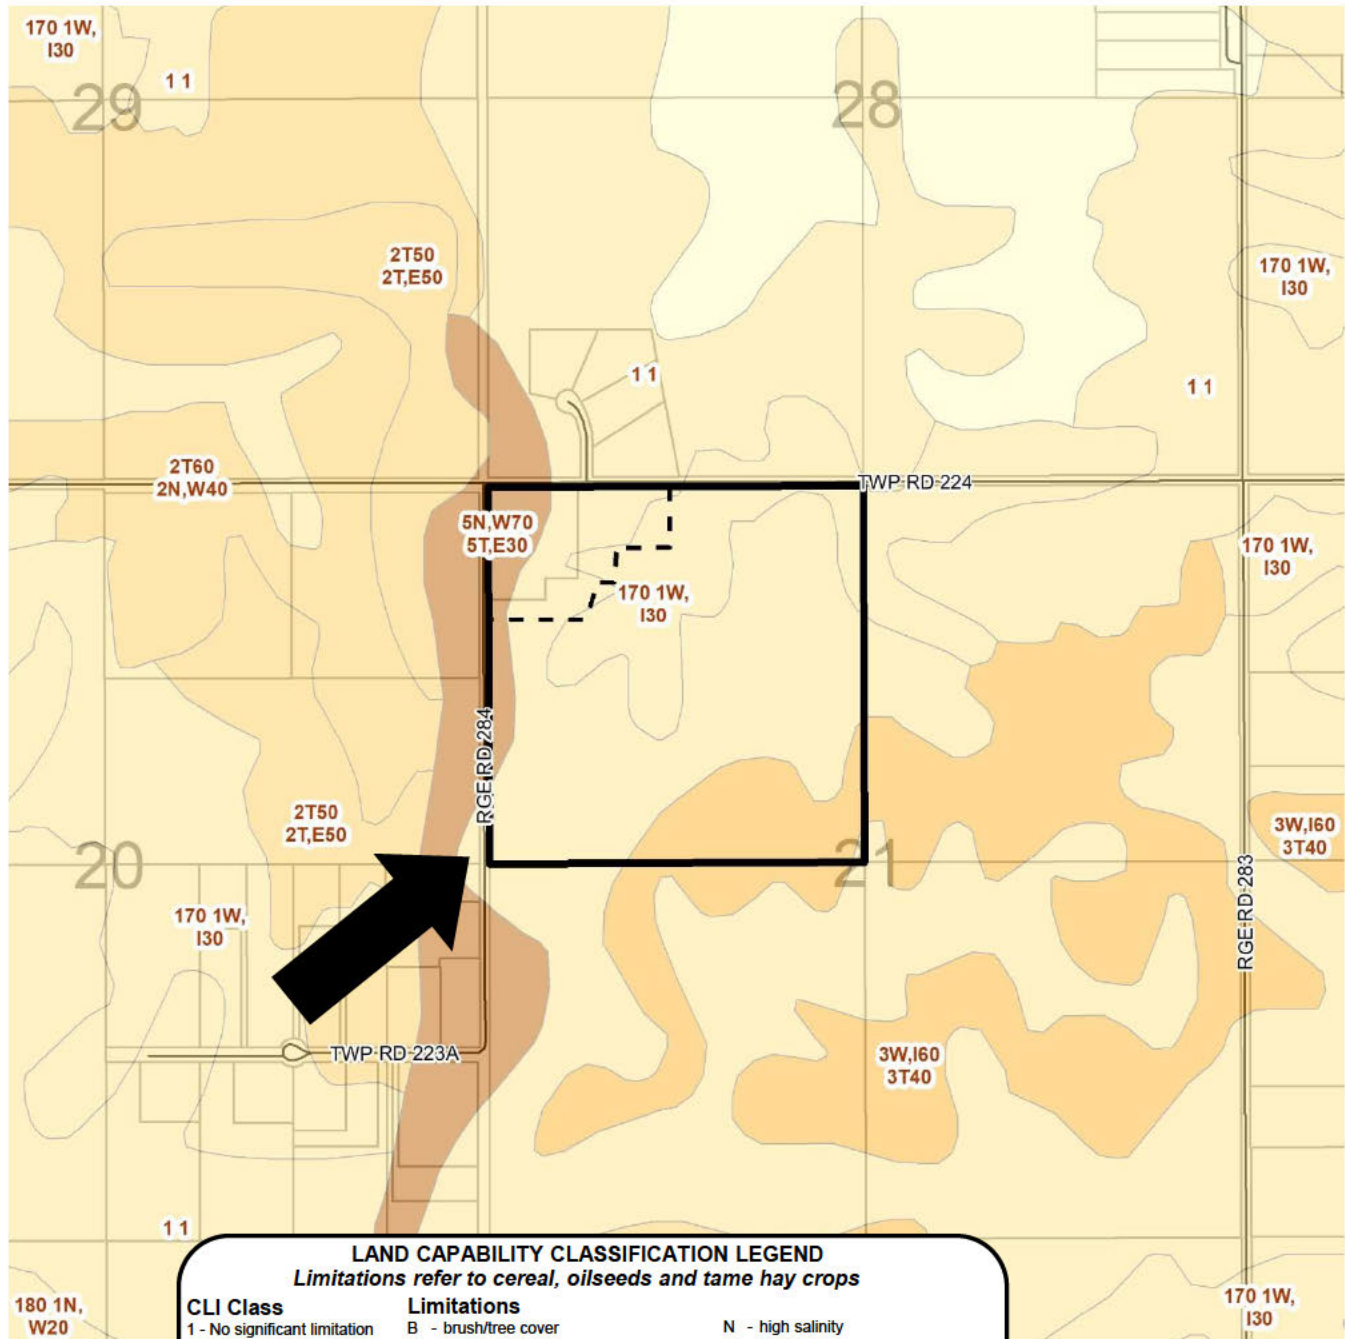 170 1W,
I30
1 1
29
28
2T50
2T,E50
170 1W,
I30
1 1
1 1
2T60
2N,W40
TWP RD 224
5N,W70
5T,E30
170 1W,
I30
170 1W,
I30
RGE RD 284
2T50
2T,E50
3W,I60
3T40
20
21
170 1W,
I30
RGE RD 283
TWP RD 223A
3W,I60
3T40
1 1
LAND CAPABILITY CLASSIFICATION LEGEND
Limitations refer to cereal, oilseeds and tame hay crops
CLI Class
Limitations
180 1N,
W20
1 - No significant limitation
B - brush/tree cover
N - high salinity
170 1W,
I30